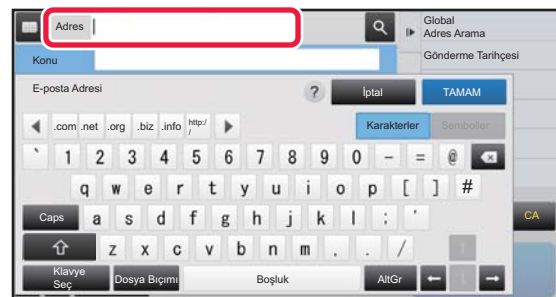 Adres
Global
Adres Arama
Konu
Gönderme Tarihçesi
E-posta Adresi
?
İptal
TAMAM
.com .net .org .biz .info http:/
/
Karakterler
Semboller
` 1 2 3 4 5 6 7 8 9 0 - = @
q w e r t y u i o p [ ] #
Caps a s d f g h j k l ; '
CA
z x c v b n m , . /
Klavye
Seç
Dosya Bıçımı
Boşluk
AltGr